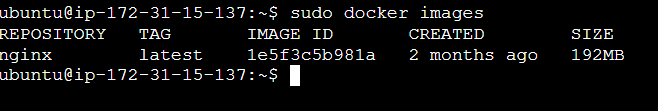 ubuntu@ip-172-31-15-137:~$ sudo docker images
REPOSITORY TAG IMAGE ID CREATED SIZE
nginx latest 1e5f3c5b981a 2 months ago 192MB
ubuntu@ip-172-31-15-137:~$